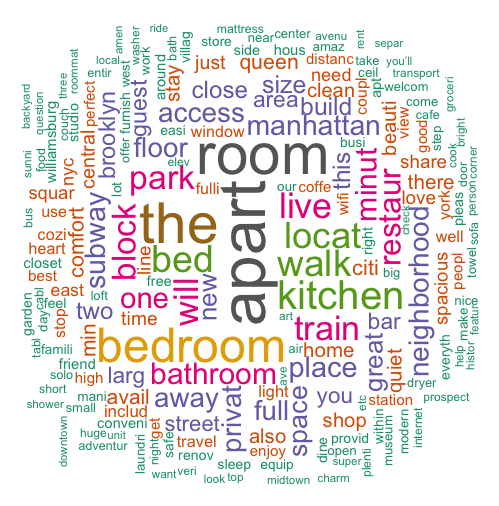 mattress
ride
washer
bath
store
near
center
avenu
rent
amen
work
villag
side
hous
amaz
separ
local
west
around
just
queen
distanc
take
you'll
entir
furnish
stay
need
ceil
transport
three
roommat
perfect
offer
guest
close
size
clean
coupl
apt
welcom
backyard
couch
studio
brooklyn
access
area
build
beauti
view
come
groceri
question
williamsburg
central
floor
easi
window
manhattan
good
cafe
step
bright
sunni
food
nyc
elev
room
busi
this
share
cook
door
corner
squar
park
fulli
our
coffe
wifi
minut
there
love
pleas
person
bus
use
subway
block
the
apart
live
restaur
york
towel
cozi
comfort
line
bed
locat
right
check
neighborhood
well
sofa
heart
closet
will
walk
citi
peopl
best
east
one
new
free
kitchen
big
spacious
nice
garden
cabl
feel
loft
two
time
art
train
bar
make
feature
tabl
day
stop
min
bedroom
air
home
great
quiet
help
histor
famili
friend
larg
bathroom
ave
place
everyth
solo
high
away
light
you
dryer
station
prospect
short
mani
avail
privat
full
space
etc
shop
shower
small
includ
street
also
provid
within
museum
modern
internet
conveni
get
travel
enjoy
dine
open
downtown
huge
unit
laundri
safe
renov
super
adventur
night
sleep
equip
plenti
want
veri
look
top
midtown
charm
lot